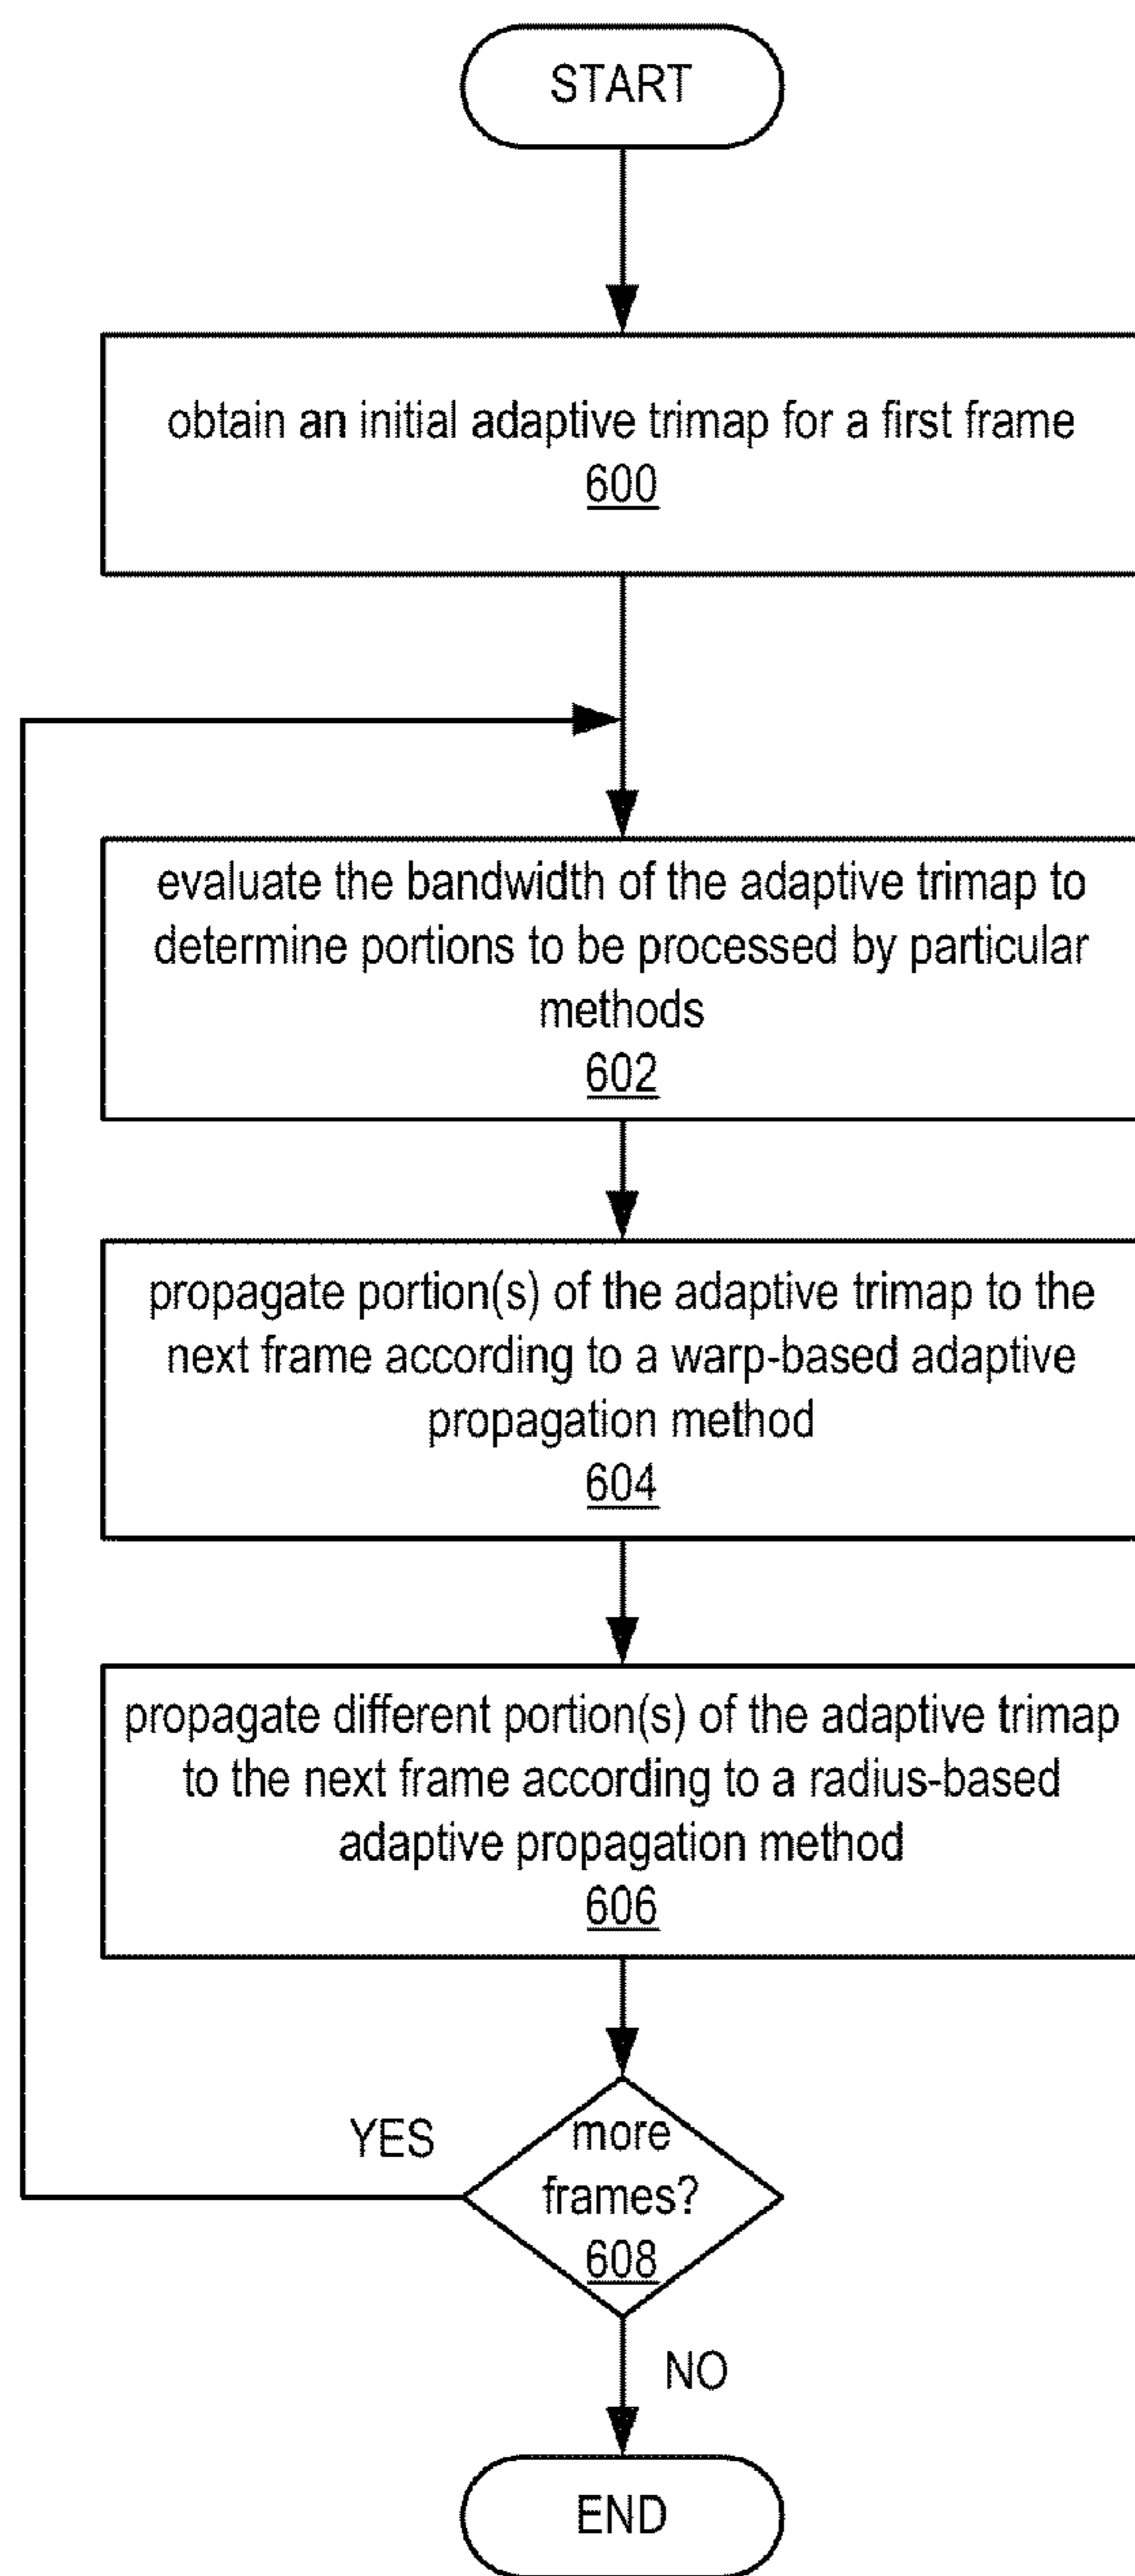 START
obtain an initial adaptive trimap for a first frame
600
evaluate the bandwidth of the adaptive trimap to
determine portions to be processed by particular
methods
602
propagate portion(s) of the adaptive trimap to the
next frame according to a warp-based adaptive
propagation method
604
propagate different portion(s) of the adaptive trimap
to the next frame according to a radius-based
adaptive propagation method
606
YES
more
frames?
608
NO
END